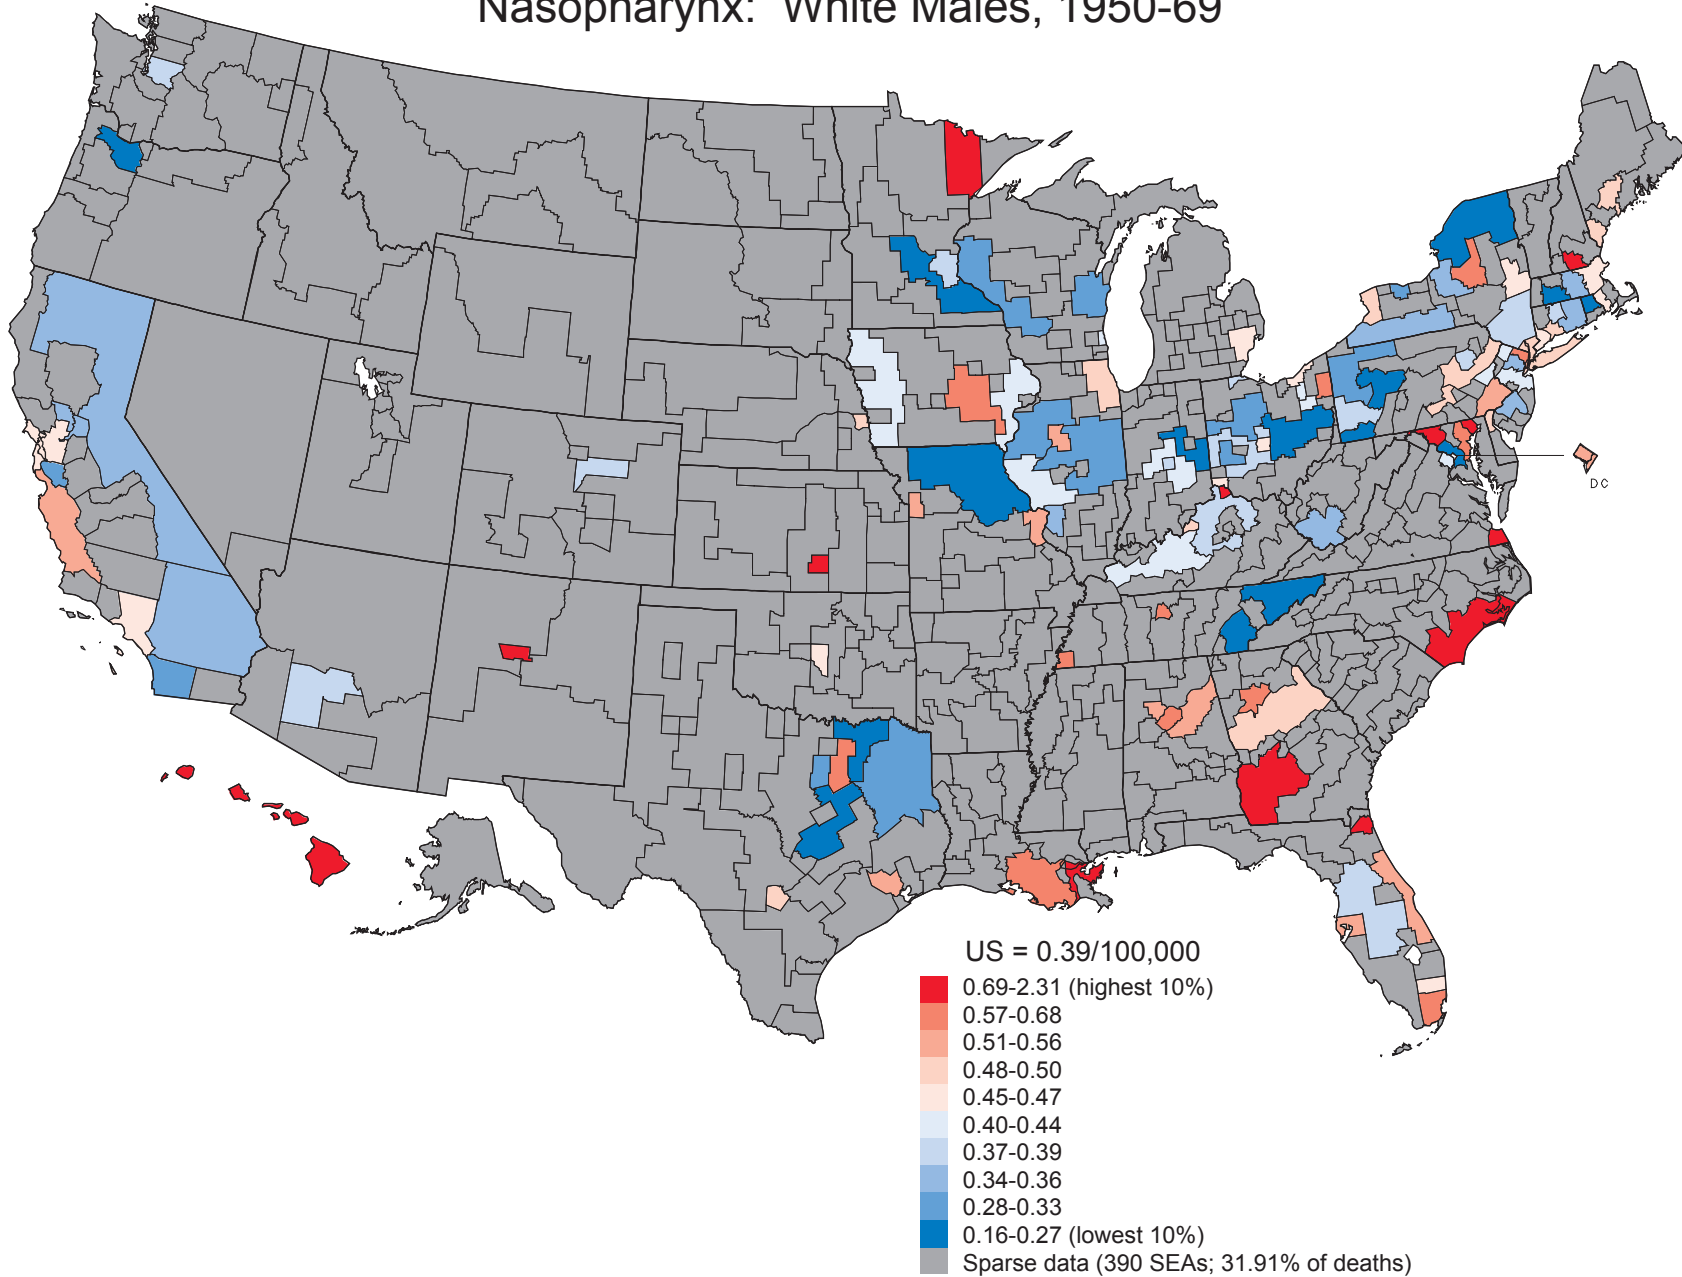 Nasopharynx: White Males, 1950-69
DC
US = 0.39/100,000
0.69-2.31 (highest 10%)
0.57-0.68
0.51-0.56
0.48-0.50
0.45-0.47
0.40-0.44
0.37-0.39
0.34-0.36
0.28-0.33
0.16-0.27 (lowest 10%)
Sparse data (390 SEAs; 31.91% of deaths)